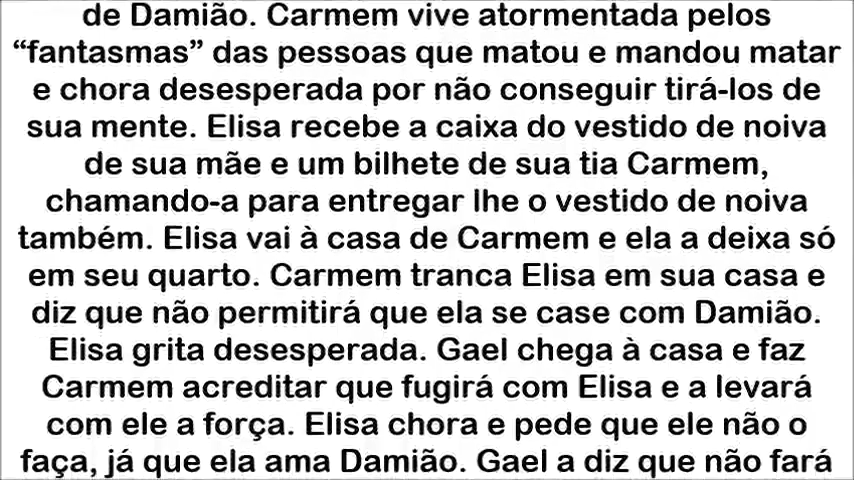 de Damião. Carmem vive atormentada pelos
“fantasmas” das pessoas que matou e mandou matar
e chora desesperada por não conseguir tirá-los de
sua mente. Elisa recebe a caixa do vestido de noiva
de sua mãe e um bilhete de sua tia Carmem,
chamando-a para entregar lhe o vestido de noiva
também. Elisa vai à casa de Carmem e ela a deixa só
em seu quarto. Carmem tranca Elisa em sua casa e
diz que não permitirá que ela se case com Damião.
Elisa grita desesperada. Gael chega à casa e faz
Carmem acreditar que fugirá com Elisa e a levará
com ele a força. Elisa chora e pede que ele não o
faça, já que ela ama Damião. Gael a diz que não fará